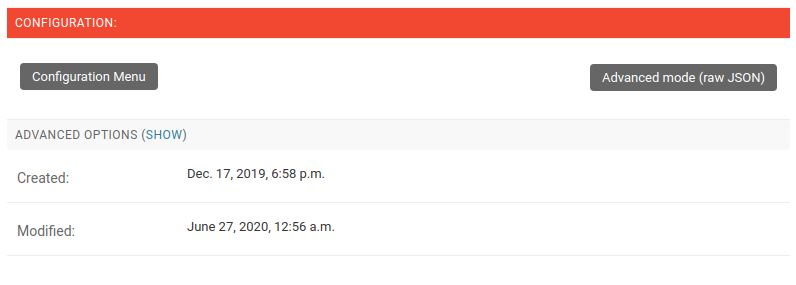 CONFIGURATION:
Configuration Menu
Advanced mode (raw JSON)
ADVANCED OPTIONS (SHOW)
Created: Dec. 17, 2019, 6:58 p.m.
Modified: June 27, 2020, 12:56 a.m.